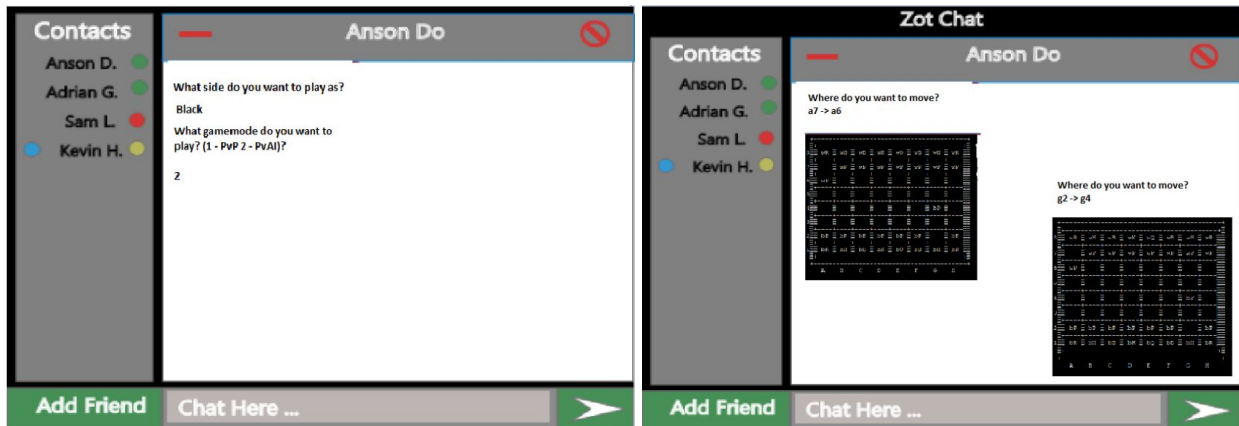 Contacts
Anson D.
Adrian G.
Sam L.
Kevin H.
Anson Do
What side do you want to play as?
Black
What gamemode do you want to
play? (1 - PvP 2 - PvAI)?
2
Add Friend
Chat Here ...
Zot Chat
Contacts
Anson D.
Adrian G.
Sam L.
Kevin H.
Anson Do
Where do you want to move?
a7 -> a6
Where do you want to move?
g2 -> g4
A B C D E F G H
Add Friend
Chat Here ...